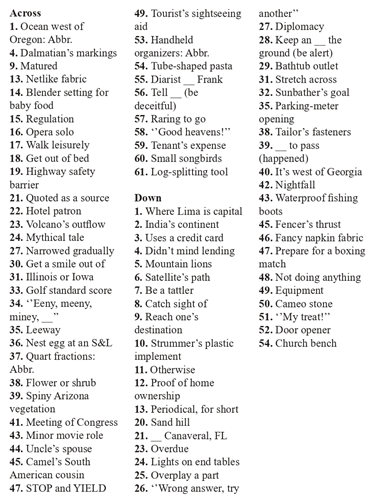 Across
1. Ocean west of
Oregon: Abbr.
4. Dalmatian's markings
9. Matured
13. Netlike fabric
14. Blender setting for
baby food
15. Regulation
16. Opera solo
17. Walk leisurely
18. Get out of bed
19. Highway safety
barrier
21. Quoted as a source
22. Hotel patron
23. Volcano's outflow
24. Mythical tale
27. Narrowed gradually
30. Get a smile out of
31. Illinois or Iowa
33. Golf standard score
34. ‘‘Eeny, meeny,
miney, __’’
35. Leeway
36. Nest egg at an S&L
37. Quart fractions:
Abbr.
38. Flower or shrub
39. Spiny Arizona
vegetation
41. Meeting of Congress
43. Minor movie role
44. Uncle's spouse
45. Camel's South
American cousin
47. STOP and YIELD
49. Tourist's sightseeing
aid
53. Handheld
organizers: Abbr.
54. Tube-shaped pasta
55. Diarist __ Frank
56. Tell __ (be
deceitful)
57. Raring to go
58. ‘‘Good heavens!’’
59. Tenant's expense
60. Small songbirds
61. Log-splitting tool
Down
1. Where Lima is capital
2. India's continent
3. Uses a credit card
4. Didn't mind lending
5. Mountain lions
6. Satellite's path
7. Be a tattler
8. Catch sight of
9. Reach one's
destination
10. Strummer's plastic
implement
11. Otherwise
12. Proof of home
ownership
13. Periodical, for short
20. Sand hill
21. __ Canaveral, FL
23. Overdue
24. Lights on end tables
25. Overplay a part
26. ‘‘Wrong answer, try
another’’
27. Diplomacy
28. Keep an __ the
ground (be alert)
29. Bathtub outlet
31. Stretch across
32. Sunbather's goal
35. Parking-meter
opening
38. Tailor's fasteners
39. __ to pass
(happened)
40. It's west of Georgia
42. Nightfall
43. Waterproof fishing
boots
45. Fencer's thrust
46. Fancy napkin fabric
47. Prepare for a boxing
match
48. Not doing anything
49. Equipment
50. Cameo stone
51. ‘‘My treat!’’
52. Door opener
54. Church bench